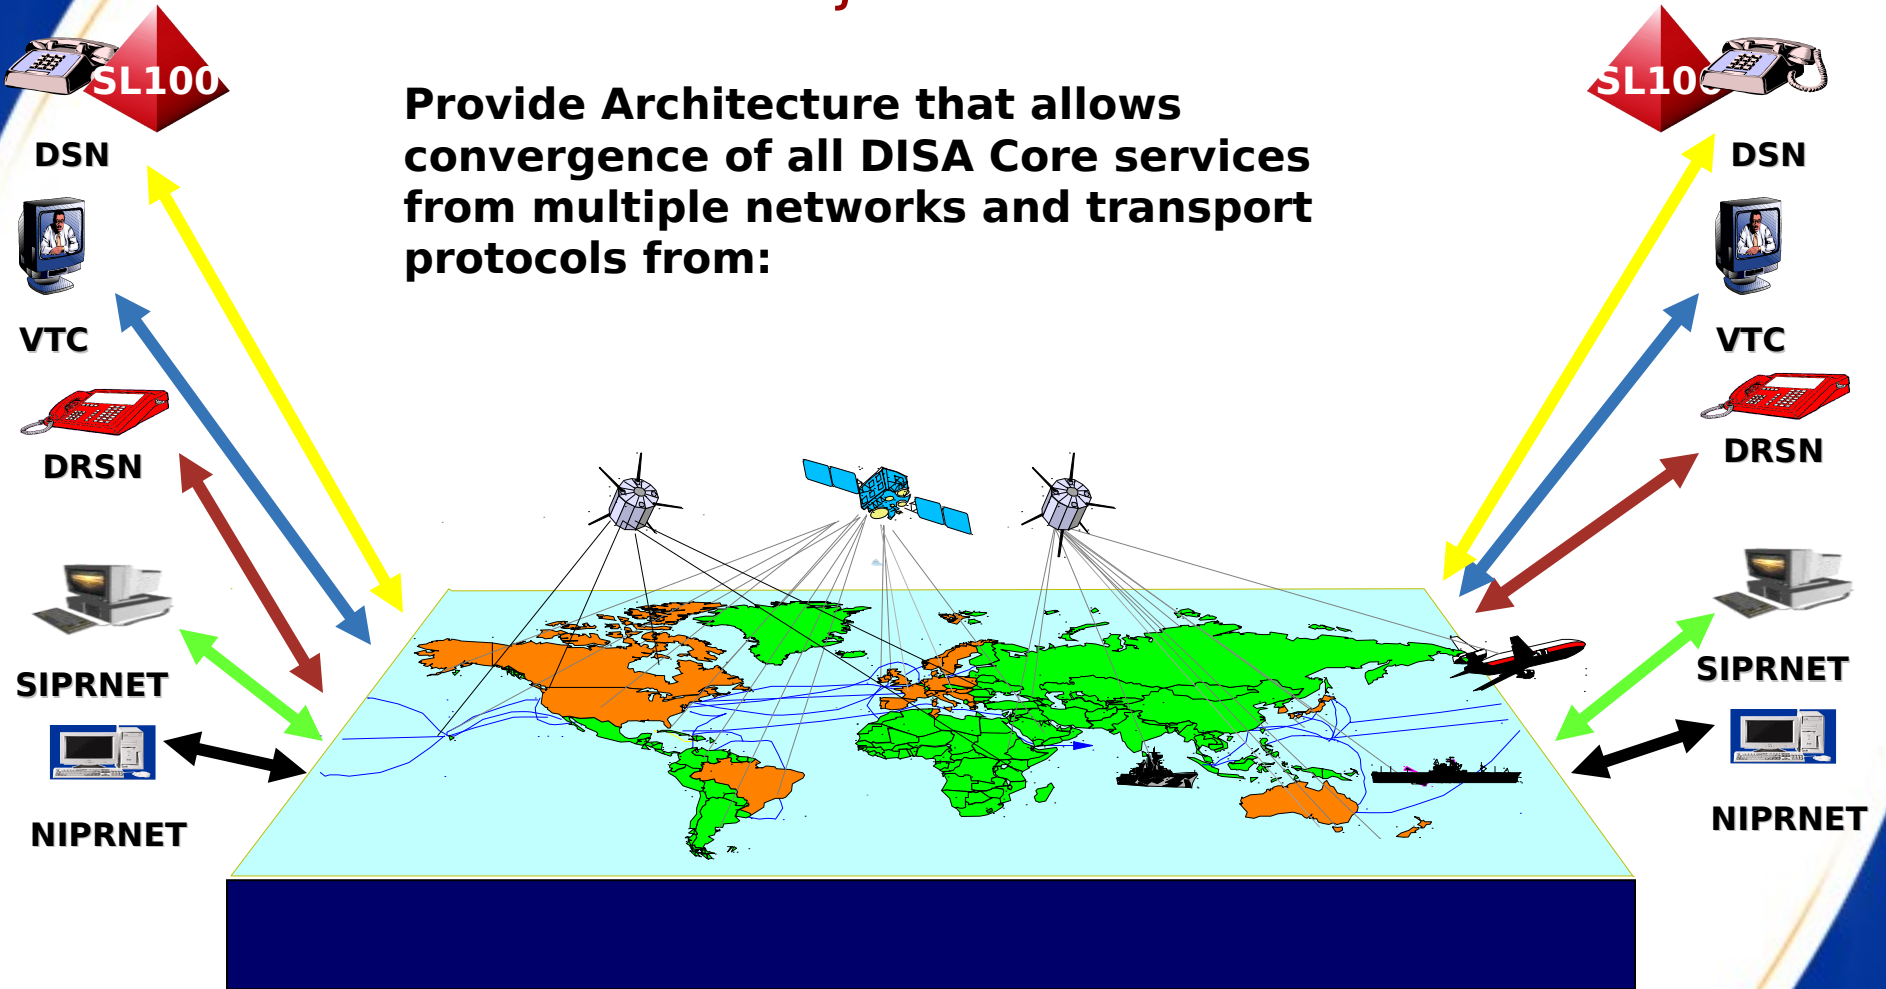 SL100
DSN
VTC
DRSN
SIPRNET
NIPRNET
Provide Architecture that allows
convergence of all DISA Core services
from multiple networks and transport
protocols from:
SL10
DSN
VTC
DRSN
SIPRNET
NIPRNET